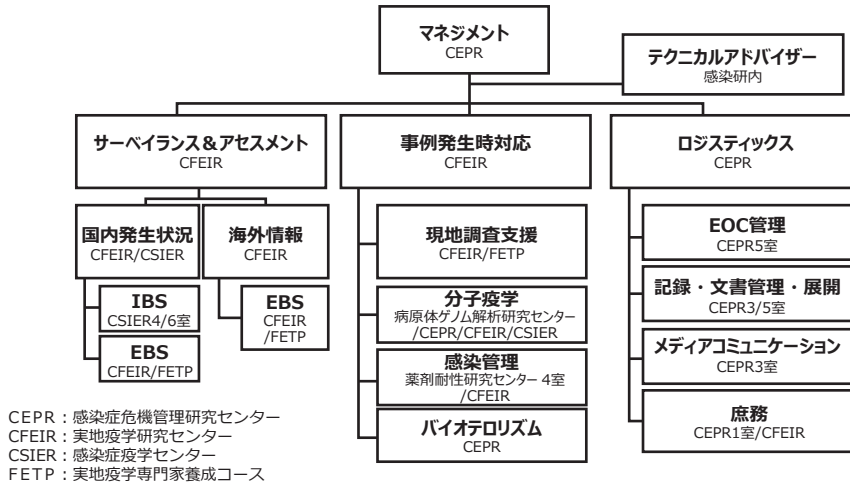 マネジメント
CEPR
テクニカルアドバイザー
感染研内
サーベイランス&アセスメント
CFEIR
事例発生時対応
CFEIR
ロジスティックス
CEPR
国内発生状況
CFEIR/CSIER
海外情報
CFEIR
IBS
CSIER4/6室
EBS
CFEIR/FETP
EBS
CFEIR
/FETP
現地調査支援
CFEIR/FETP
分子疫学
病原体ゲノム解析研究センター
/CEPR/CFEIR/CSIER
感染管理
薬剤耐性研究センター 4室
/CFEIR
バイオテロリズム
CEPR
EOC管理
CEPR5室
記録・文書管理・展開
CEPR3/5室
メディアコミュニケーション
CEPR3室
庶務
CEPR1室/CFEIR
CEPR：感染症危機管理研究センター
CFEIR：実地疫学研究センター
CSIER：感染症疫学センター
FETP：実地疫学専門家養成コース